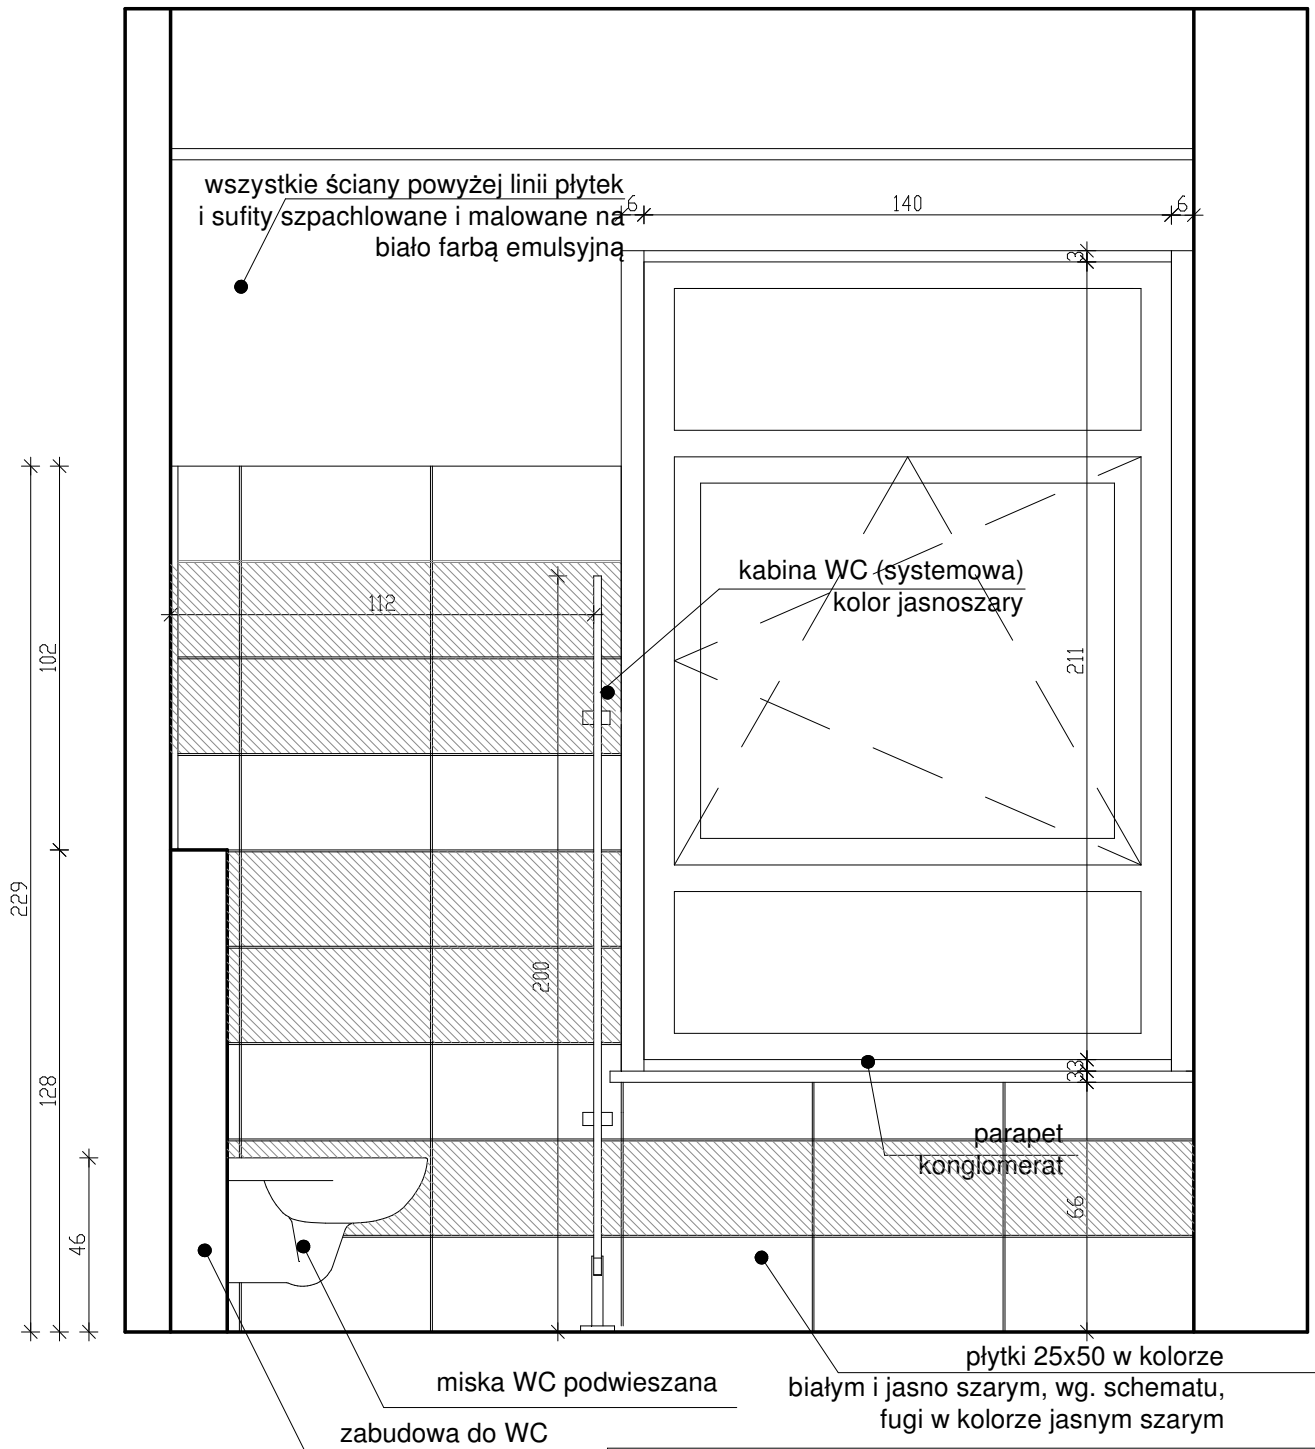 wszystkie ściany powyżej linii płytek
i sufity szpachlowane i malowane na
biało farbą emulsyjną
6
140
6
3
kabina WC (systemowa)
kolor jasnoszary
112
102
211
229
200
128
3
3
parapet
konglomerat
66
46
płytki 25x50 w kolorze
białym i jasno szarym, wg. schematu,
fugi w kolorze jasnym szarym
miska WC podwieszana
zabudowa do WC